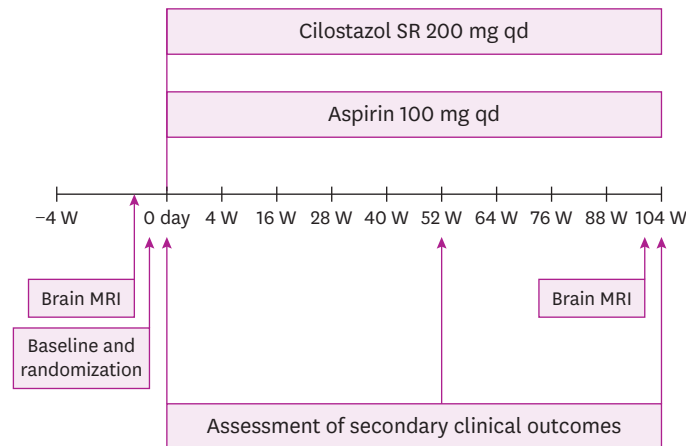 Cilostazol SR 200 mg qd
Aspirin 100 mg qd
−4 W 0 day 4 W 16 W 28 W 40 W 52 W 64 W 76 W 88 W 104 W
Brain MRI
Brain MRI
Baseline and
randomization
Assessment of secondary clinical outcomes